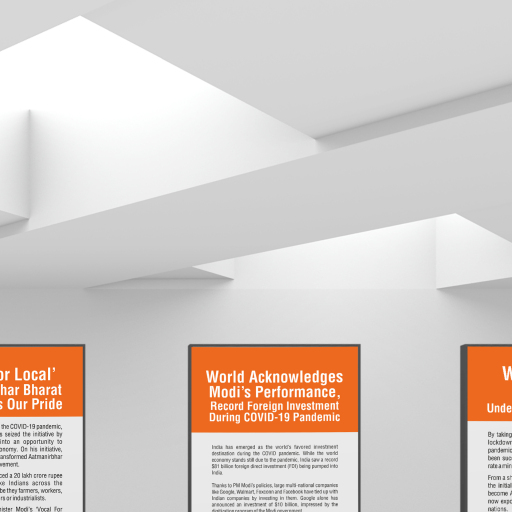 or Local’
har Bharat
s Our Pride
the COVID-19 pandemic,
s seized the initiative by
into an opportunity to
onomy. On his initiative,
ansformed Aatmanirbhar
vement.
ced a 20 lakh crore rupee
ke Indians across the
be they farmers, workers,
rs or industrialists.
nister Modi's 'Vocal For
World Acknowledges
Modi’s Performance,
Record Foreign Investment
During COVID-19 Pandemic
India has emerged as the world's favored investment
destination during the COVID pandemic. While the world
economy stands still due to the pandemic, India saw a record
$81 billion foreign direct investment (FDI) being pumped into
India.
Thanks to PM Modi's policies, large multi-national companies
like Google, Walmart, Foxconn and Facebook have tied up with
Indian companies by investing in them. Google alone has
announced an investment of $10 billion, impressed by the
W
Unde
By taking
lockdown
pandemic
been suc
rate a min
From a sh
the initial
become A
now expo
nations.